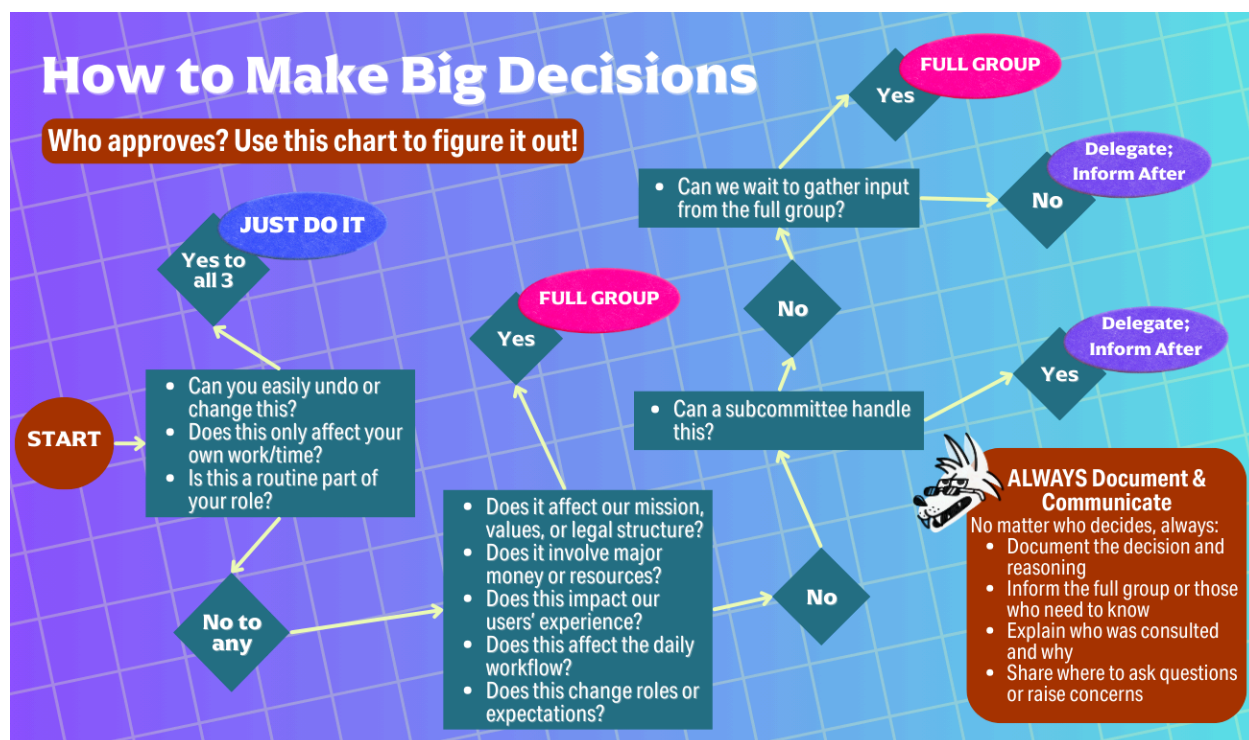 How to Make Big Decisions
Who approves? Use this chart to figure it out!
START
• Can you easily undo or
change this?
• Does this only affect your
own work/time?
• Is this a routine part of
your role?
Yes to
all 3
JUST DO IT
No to
any
• Does it affect our mission,
values, or legal structure?
• Does it involve major
money or resources?
• Does this impact our
users' experience?
• Does this affect the daily
workflow?
• Does this change roles or
expectations?
Yes
FULL GROUP
No
• Can a subcommittee handle
this?
Yes
Delegate;
Inform After
No
• Can we wait to gather input
from the full group?
Yes
FULL GROUP
No
Delegate;
Inform After
ALWAYS Document &
Communicate
No matter who decides, always:
• Document the decision and
reasoning
• Inform the full group or those
who need to know
• Explain who was consulted
and why
• Share where to ask questions
or raise concerns